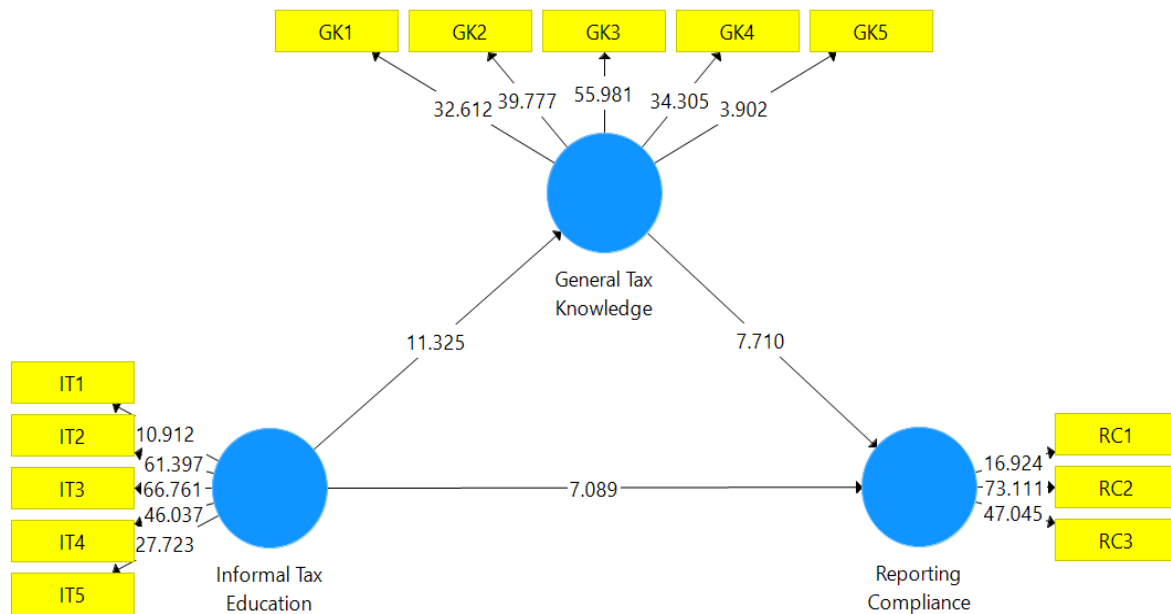 GK1 GK2 GK3 GK4 GK5
32.612 39.777 55.981 34.305 3.902
General Tax
Knowledge
11.325 7.710
IT1
IT2
IT3
IT4
IT5
10.912
61.397
66.761
46.037
27.723
Informal Tax
Education
7.089
Reporting
Compliance
16.924
73.111
47.045
RC1
RC2
RC3